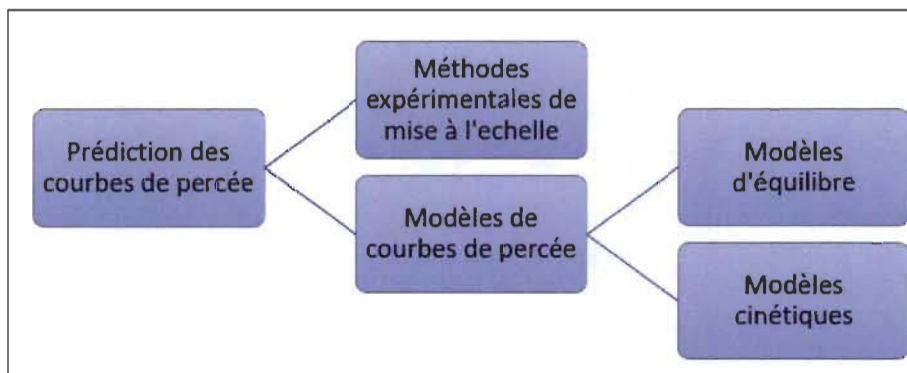 Prédiction des
courbes de percée
Méthodes
expérimentales de
mise à l'echelle
Modèles de
courbes de percée
Modèles
d'équilibre
Modèles
cinétiques